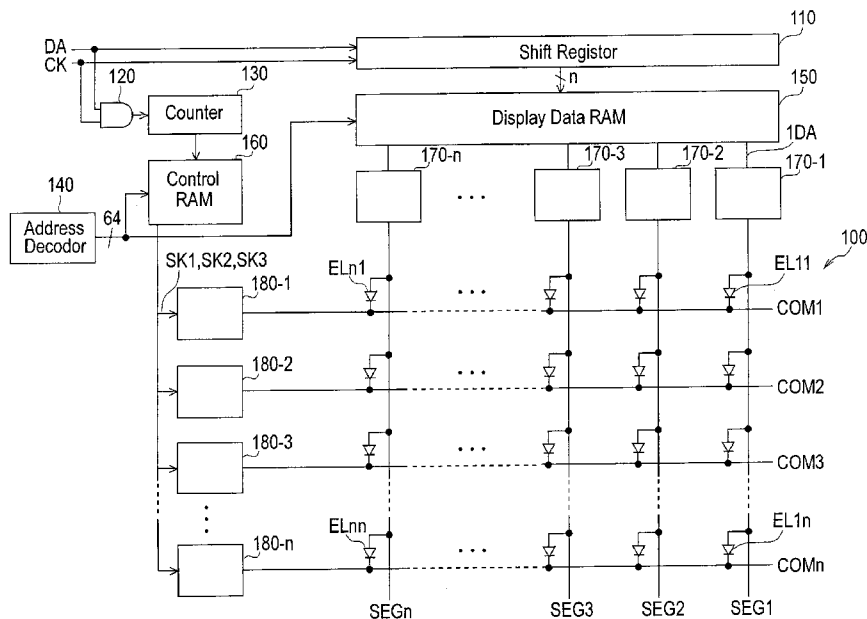 110
DA
CK
Shift Registor
120
130
n
150
Counter
Display Data RAM
160
1DA
170-n
170-3
170-2
170-1
Control
RAM
140
Address
Decodor
64
SK1,SK2,SK3
100
180-1
ELn1
EL11
COM1
180-2
COM2
180-3
COM3
180-n
ELnn
EL1n
COMn
SEGn
SEG3
SEG2
SEG1